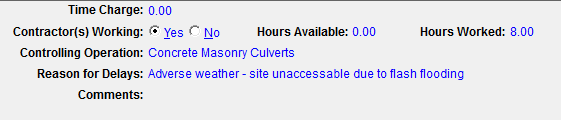 Time Charge: 0.00
Contractor(s) Working: Yes No Hours Available: 0.00 Hours Worked: 8.00
Controlling Operation: Concrete Masonry Culverts
Reason for Delays: Adverse weather - site unaccessable due to flash flooding
Comments: